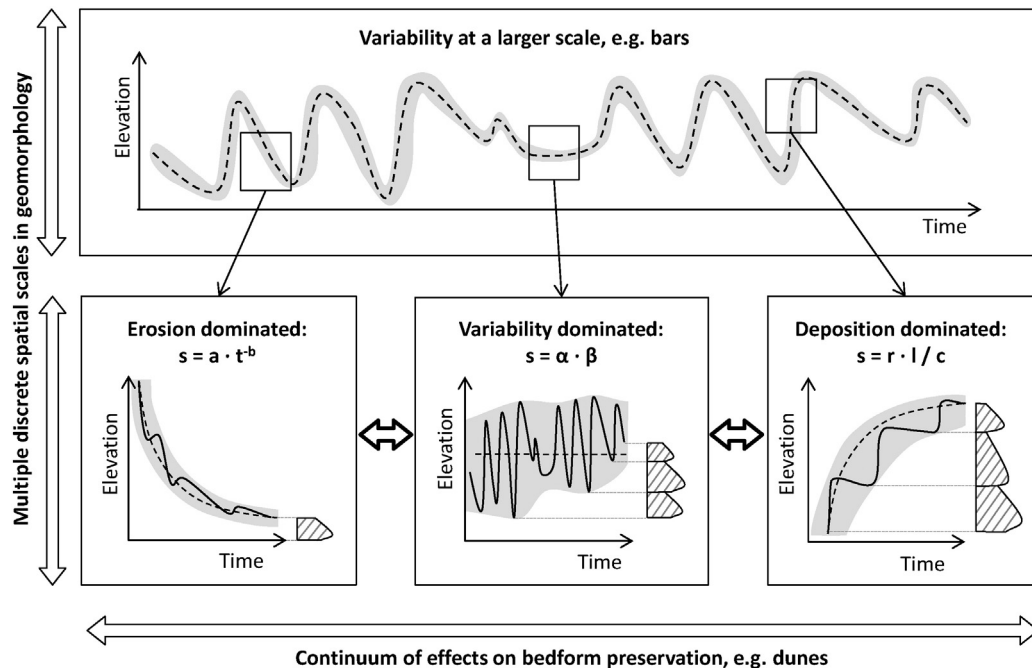 Multiple discrete spatial scales in geomorphology
Variability at a larger scale, e.g. bars
Elevation
Time
Erosion dominated:
s = a · t^-b
Elevation
Time
Variability dominated:
s = α · β
Elevation
Time
Deposition dominated:
s = r · l / c
Elevation
Time
Continuum of effects on bedform preservation, e.g. dunes